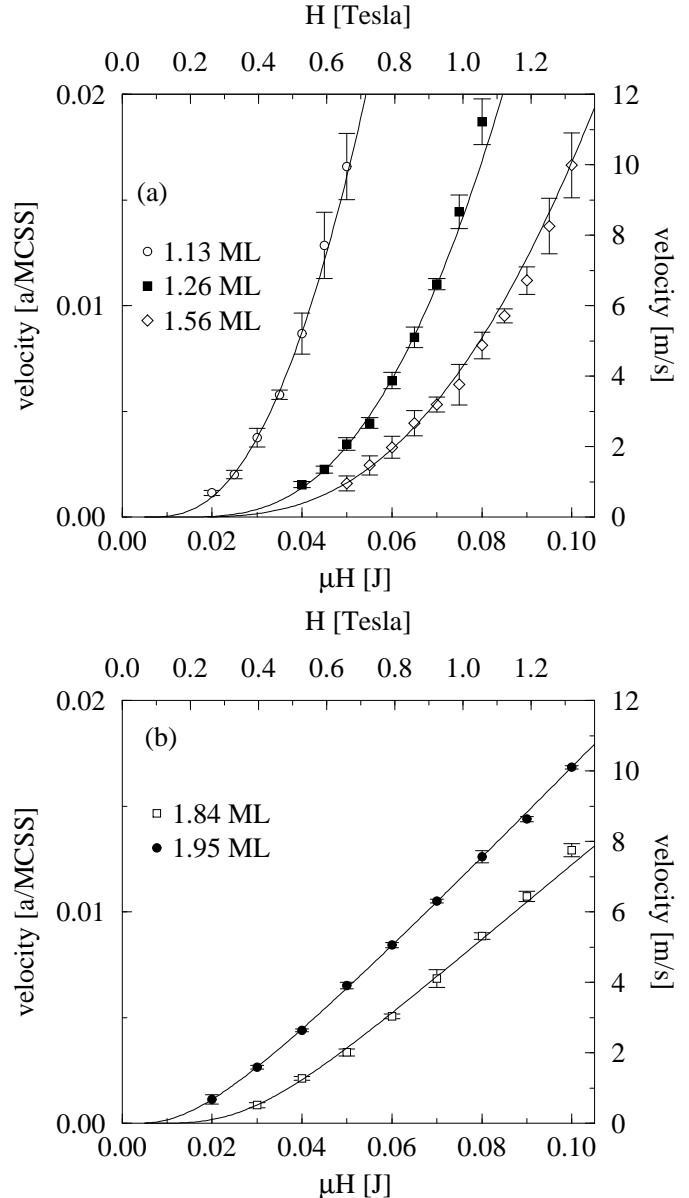 H [Tesla]
0.0 0.2 0.4 0.6 0.8 1.0 1.2
0.02 12
10
(a)
1.13 ML
8
1.26 ML
1.56 ML
0.01 6
4
2
0.00 0
velocity [a/MCSS]
velocity [m/s]
0.00 0.02 0.04 0.06 0.08 0.10
μH [J]
H [Tesla]
0.0 0.2 0.4 0.6 0.8 1.0 1.2
0.02 12
(b)
10
1.84 ML
8
1.95 ML
0.01 6
4
2
0.00 0
velocity [a/MCSS]
velocity [m/s]
0.00 0.02 0.04 0.06 0.08 0.10
μH [J]